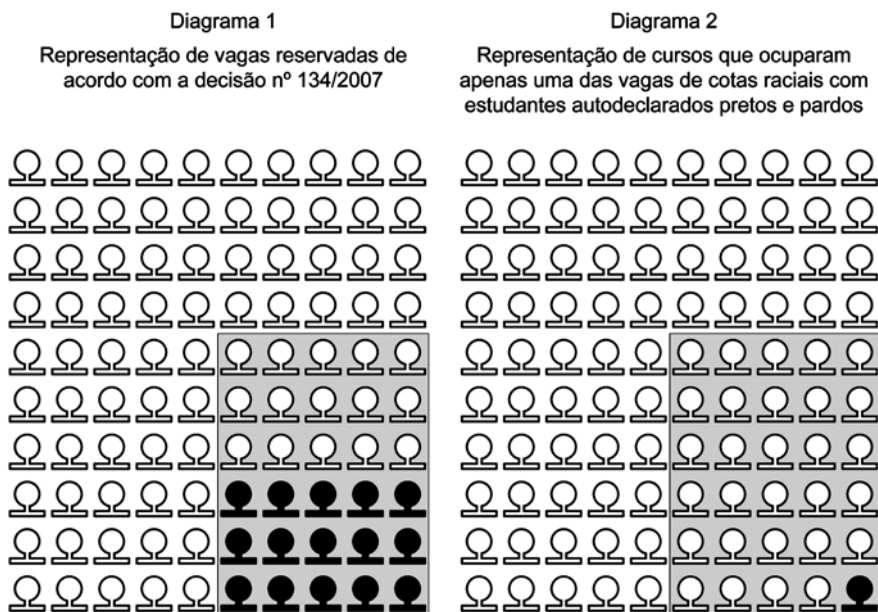 Diagrama 1
Representação de vagas reservadas de
acordo com a decisão nº 134/2007
Diagrama 2
Representação de cursos que ocuparam
apenas uma das vagas de cotas raciais com
estudantes autodeclarados pretos e pardos